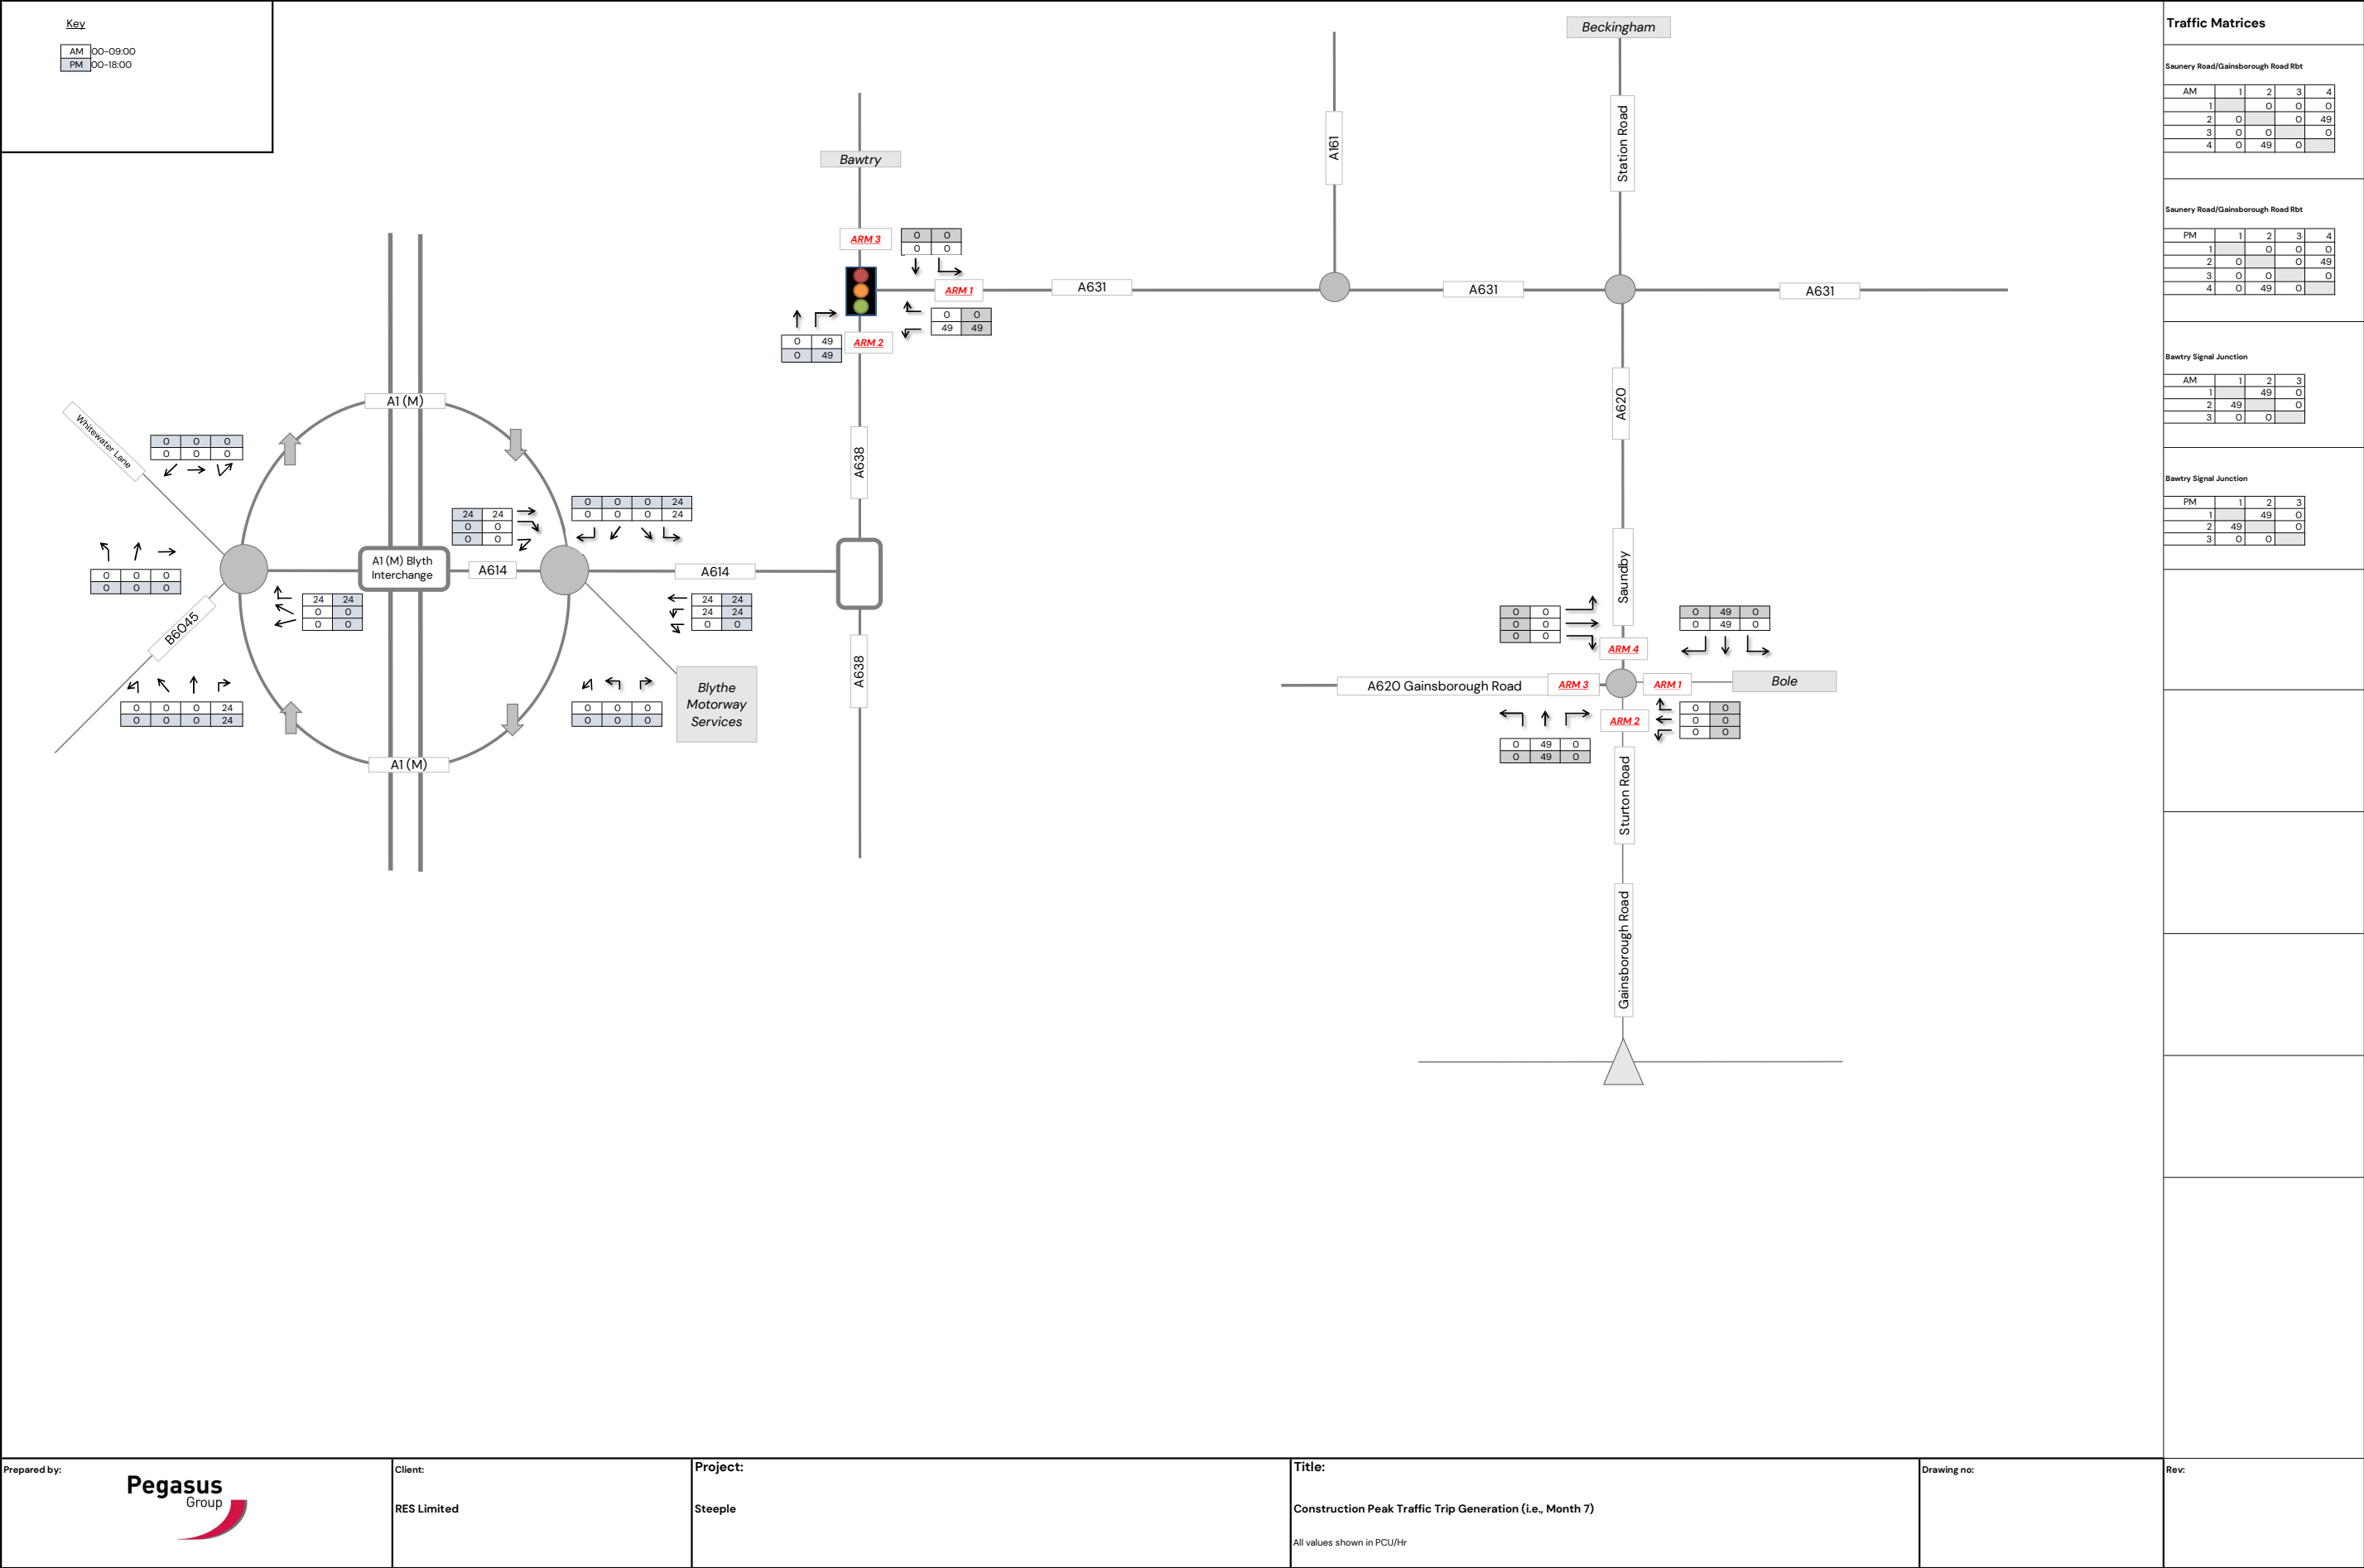 Key
AM 00-09:00
PM 00-18:00
Beckingham
Station Road
A161
Bawtry
ARM 3
0 0
0 0
ARM 1
A631
A631
A631
0 0
49 49
0 49
0 49
ARM 2
A1 (M)
Whitewater Lane
0 0 0
0 0 0
A638
A620
24 24
0 0
0 0
0 0 0 24
0 0 0 24
A1 (M) Blyth
Interchange
A614
A614
0 0 0
0 0 0
24 24
0 0
0 0
24 24
24 24
0 0
B6045
A638
0 0 0 24
0 0 0 24
0 0 0
0 0 0
Blythe
Motorway
Services
A1 (M)
Saundby
0 0
0 0
0 0
0 49 0
0 49 0
ARM 4
A620 Gainsborough Road
ARM 3
ARM 1
Bole
ARM 2
0 0
0 0
0 0
0 49 0
0 49 0
Sturton Road
Gainsborough Road
Traffic Matrices
Saunery Road/Gainsborough Road Rbt
AM 1 2 3 4
1 0 0 0
2 0 0 49
3 0 0 0
4 0 49 0
Saunery Road/Gainsborough Road Rbt
PM 1 2 3 4
1 0 0 0
2 0 0 49
3 0 0 0
4 0 49 0
Bawtry Signal Junction
AM 1 2 3
1 49 0
2 49 0
3 0 0
Bawtry Signal Junction
PM 1 2 3
1 49 0
2 49 0
3 0 0
Prepared by:
Pegasus
Group
Client:
RES Limited
Project:
Steeple
Title:
Construction Peak Traffic Trip Generation (i.e., Month 7)
All values shown in PCU/Hr
Drawing no:
Rev: